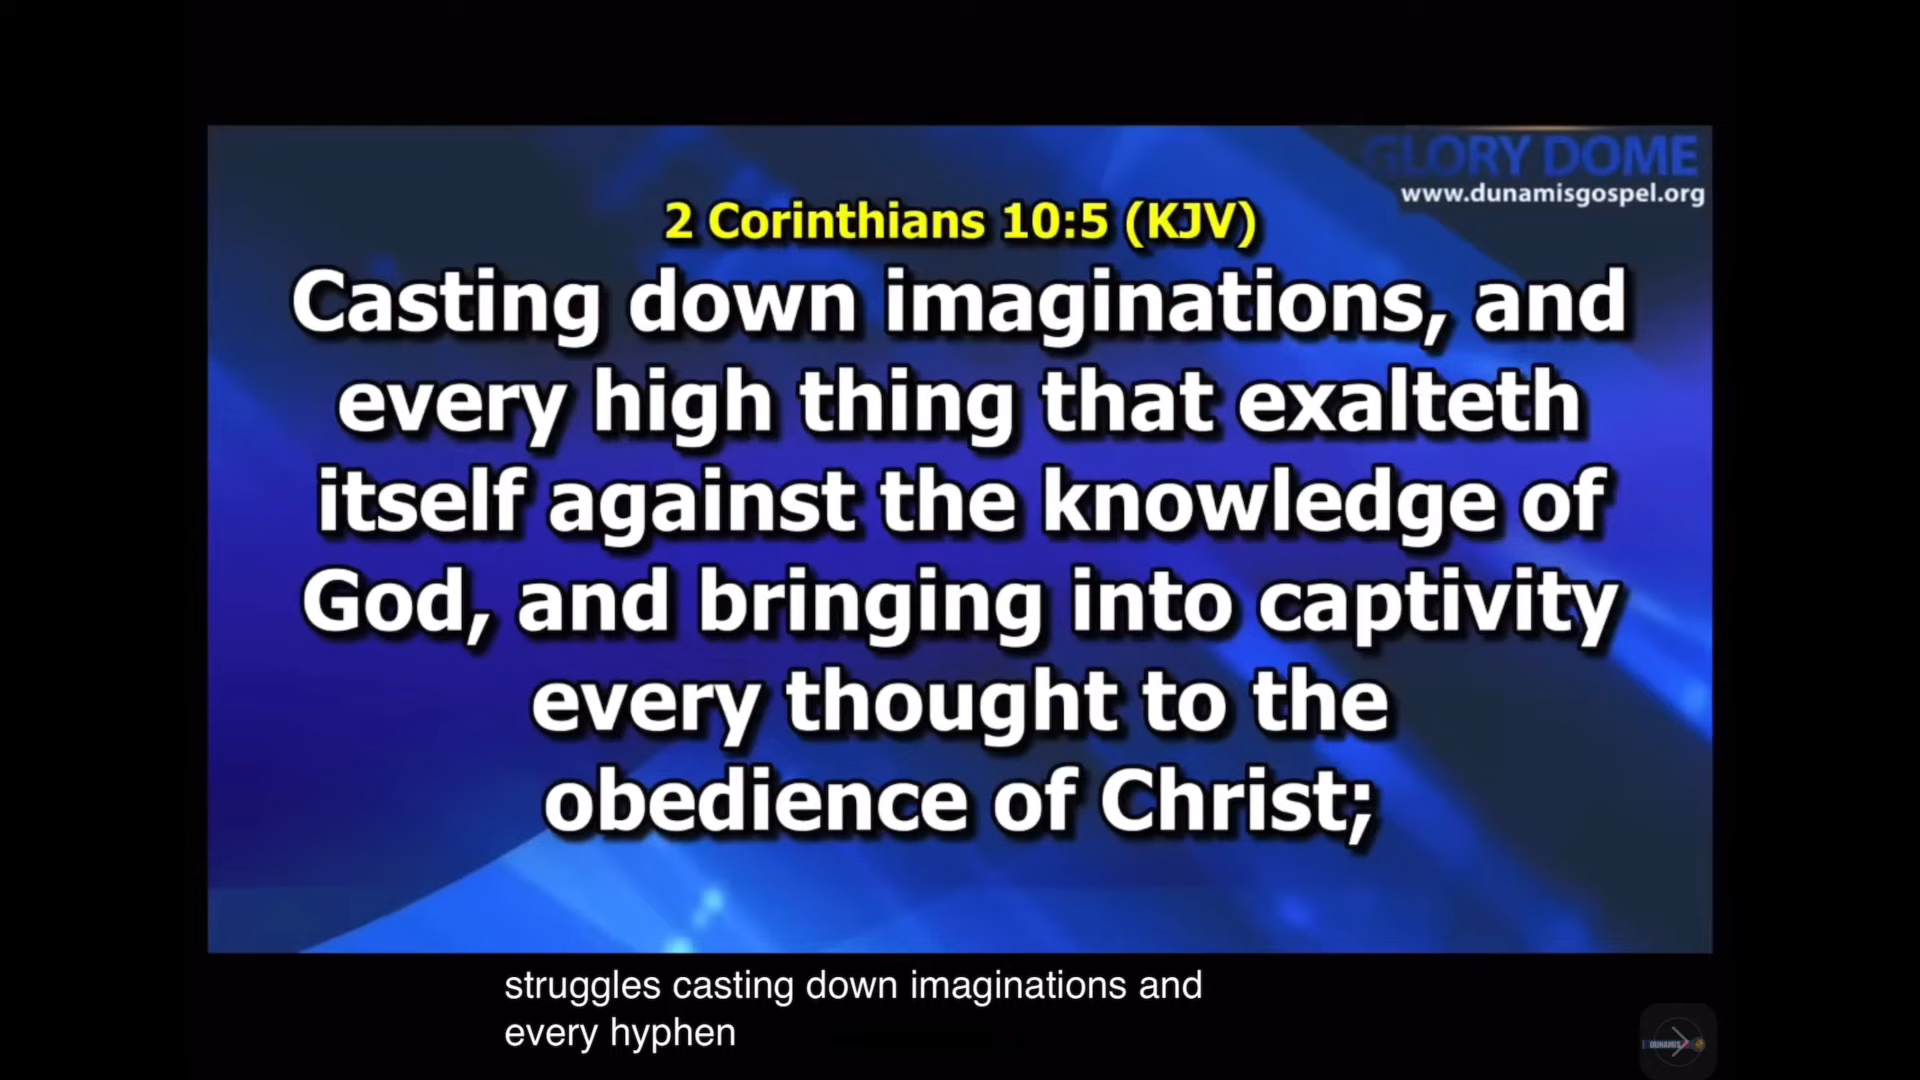 GLORY DOME
www.dunamisgospel.org
2 Corinthians 10:5 (KJV)
Casting down imaginations, and
every high thing that exalteth
itself against the knowledge of
God, and bringing into captivity
every thought to the
obedience of Christ;
struggles casting down imaginations and
every hyphen
DUNAMIS